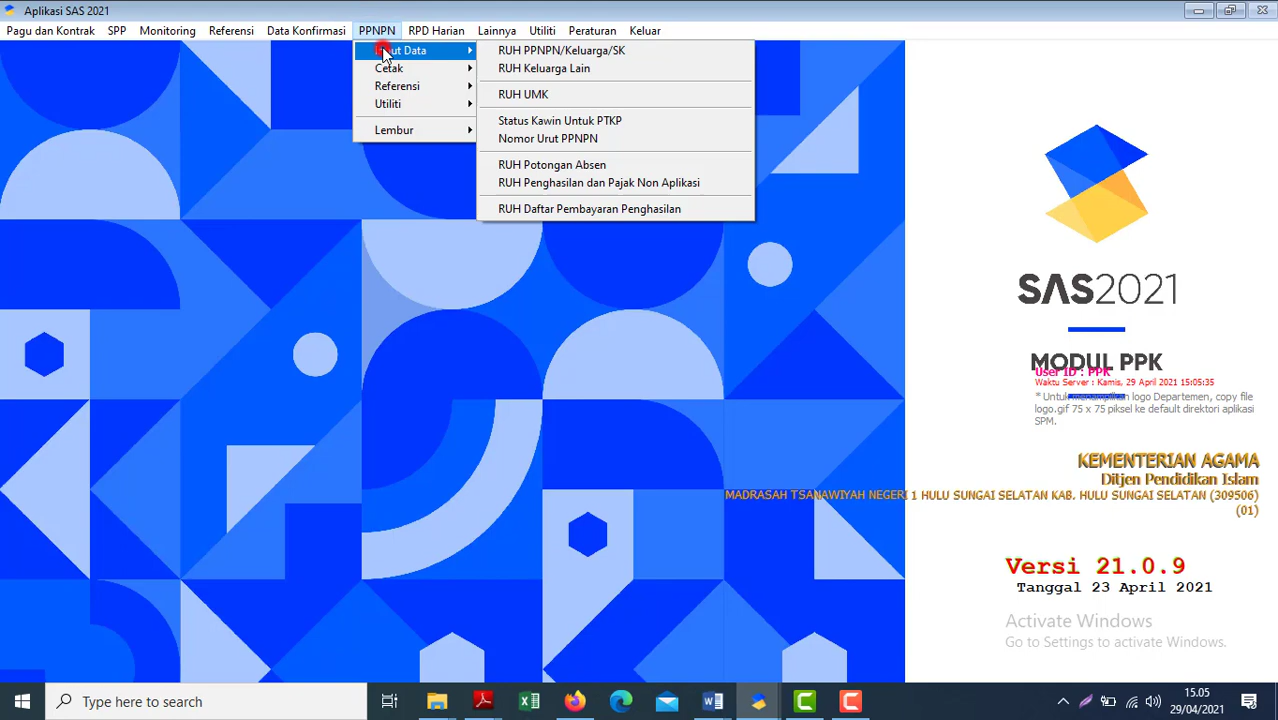 Aplikasi SAS 2021
Pagu dan Kontrak SPP Monitoring Referensi Data Konfirmasi PPNPN RPD Harian Lainnya Utiliti Peraturan Keluar
ut Data
Cetak
Referensi
Utiliti
Lembur
RUH PPNPN/Keluarga/SK
RUH Keluarga Lain
RUH UMK
Status Kawin Untuk PTKP
Nomor Urut PPNPN
RUH Potongan Absen
RUH Penghasilan dan Pajak Non Aplikasi
RUH Daftar Pembayaran Penghasilan
SAS2021
MODUL PPK
User ID : PPK
Waktu Server : Kamis, 29 April 2021 15:05:35
* Untuk menampilkan logo Departemen, copy file
logo.gif 75 x 75 piksel ke default direktori aplikasi
SPM.
KEMENTERIAN AGAMA
Ditjen Pendidikan Islam
MADRASAH TSANAWIYAH NEGERI 1 HULU SUNGAI SELATAN KAB. HULU SUNGAI SELATAN (309506)
(01)
Versi 21.0.9
Tanggal 23 April 2021
Activate Windows
Go to Settings to activate Windows.
Type here to search
15.05
29/04/2021